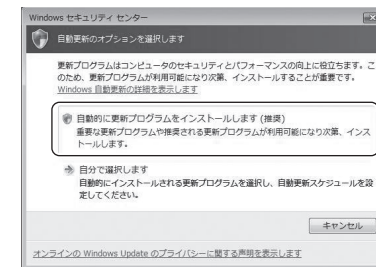 Windows セキュリティ センター
自動更新のオプションを選択します
更新プログラムはコンピュータのセキュリティとパフォーマンスの向上に役立ちます。こ
のため、更新プログラムが利用可能になり次第、インストールすることが重要です。
Windows 自動更新の詳細を表示します
自動的に更新プログラムをインストールします (推奨)
重要な更新プログラムや推奨される更新プログラムが利用可能になり次第、インス
トールします。
自分で選択します
自動的にインストールされる更新プログラムを選択し、自動更新スケジュールを設
定してください。
キャンセル
オンラインの Windows Update のプライバシーに関する声明を表示します